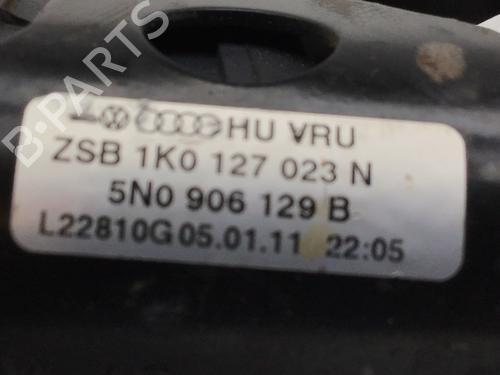 HU VRU
ZSB 1K0 127 023 N
5N0 906 129 B
L22810G 05.01.11 22:05
B-PARTS